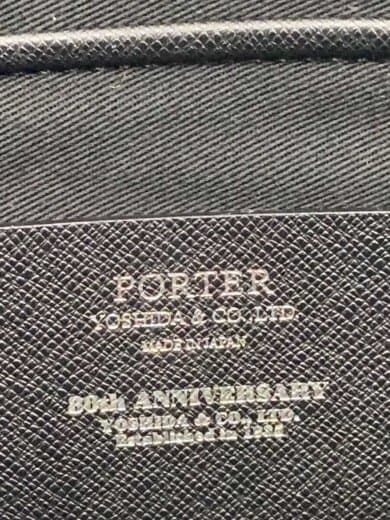 PORTER
YOSHIDA & CO., LTD.
MADE IN JAPAN
80th ANNIVERSARY
YOSHIDA & CO., LTD.
Established in